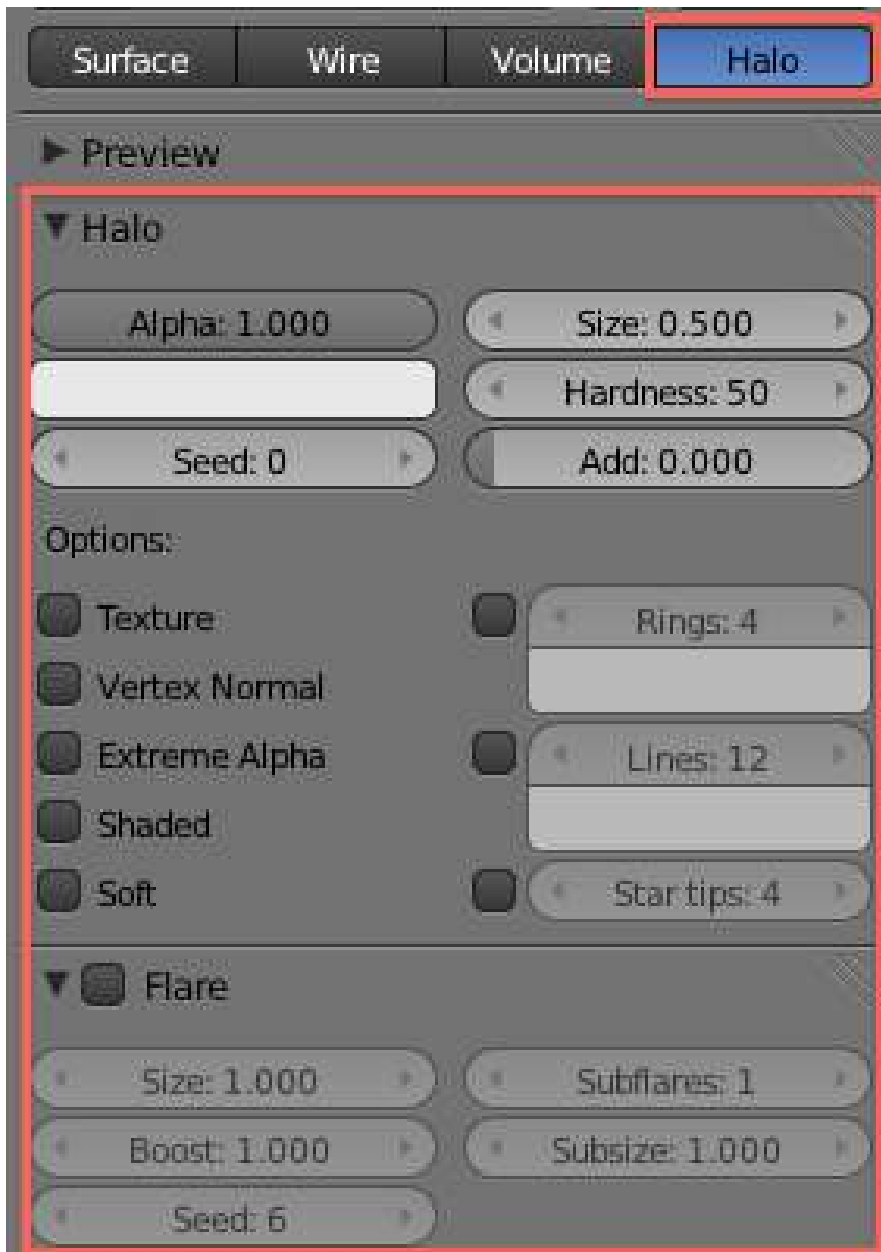 Surface Wire Volume Halo
Preview
Halo
Alpha: 1.000 Size: 0.500
Hardness: 50
Seed: 0 Add: 0.000
Options:
Texture Rings: 4
Vertex Normal
Extreme Alpha Lines: 12
Shaded
Soft Star tips: 4
Flare
Size: 1.000 Subflares: 1
Boost: 1.000 Subsize: 1.000
Seed: 6